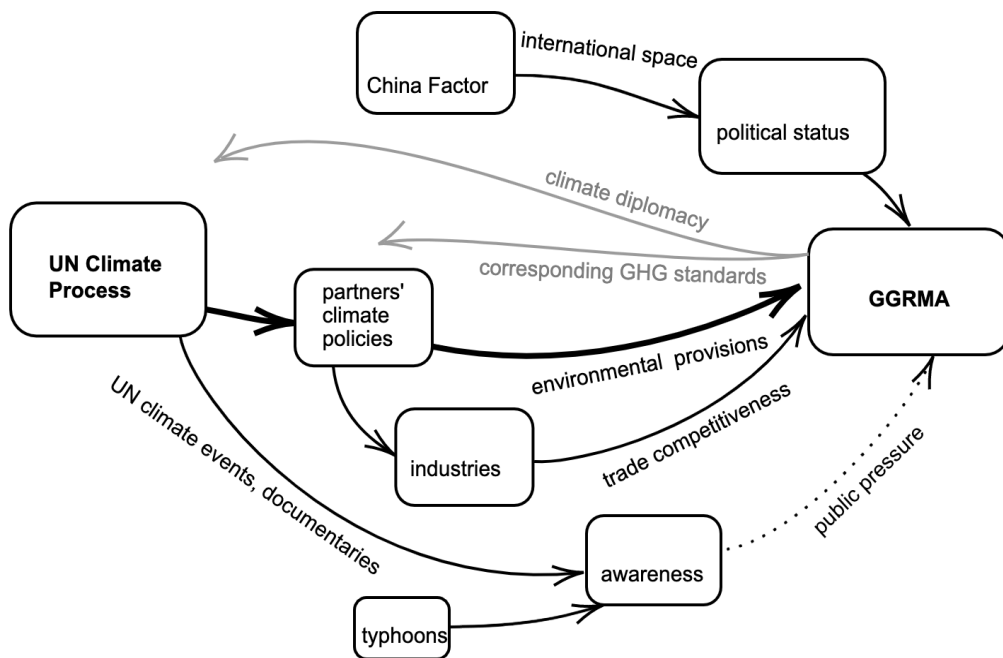 international space
China Factor
political status
climate diplomacy
UN Climate
Process
corresponding GHG standards
GGRMA
partners'
climate
policies
environmental provisions
UN climate events, documentaries
industries
trade competitiveness
public pressure
awareness
typhoons